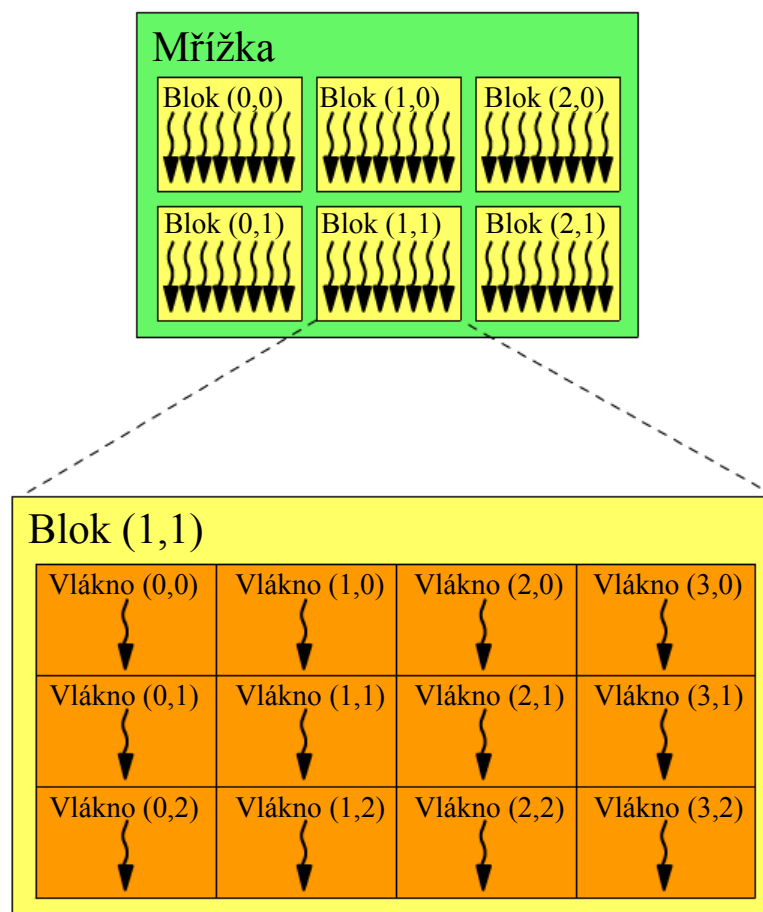 Mřížka
Blok (0,0) Blok (1,0) Blok (2,0)
Blok (0,1) Blok (1,1) Blok (2,1)
Blok (1,1)
Vlákno (0,0) Vlákno (1,0) Vlákno (2,0) Vlákno (3,0)
Vlákno (0,1) Vlákno (1,1) Vlákno (2,1) Vlákno (3,1)
Vlákno (0,2) Vlákno (1,2) Vlákno (2,2) Vlákno (3,2)